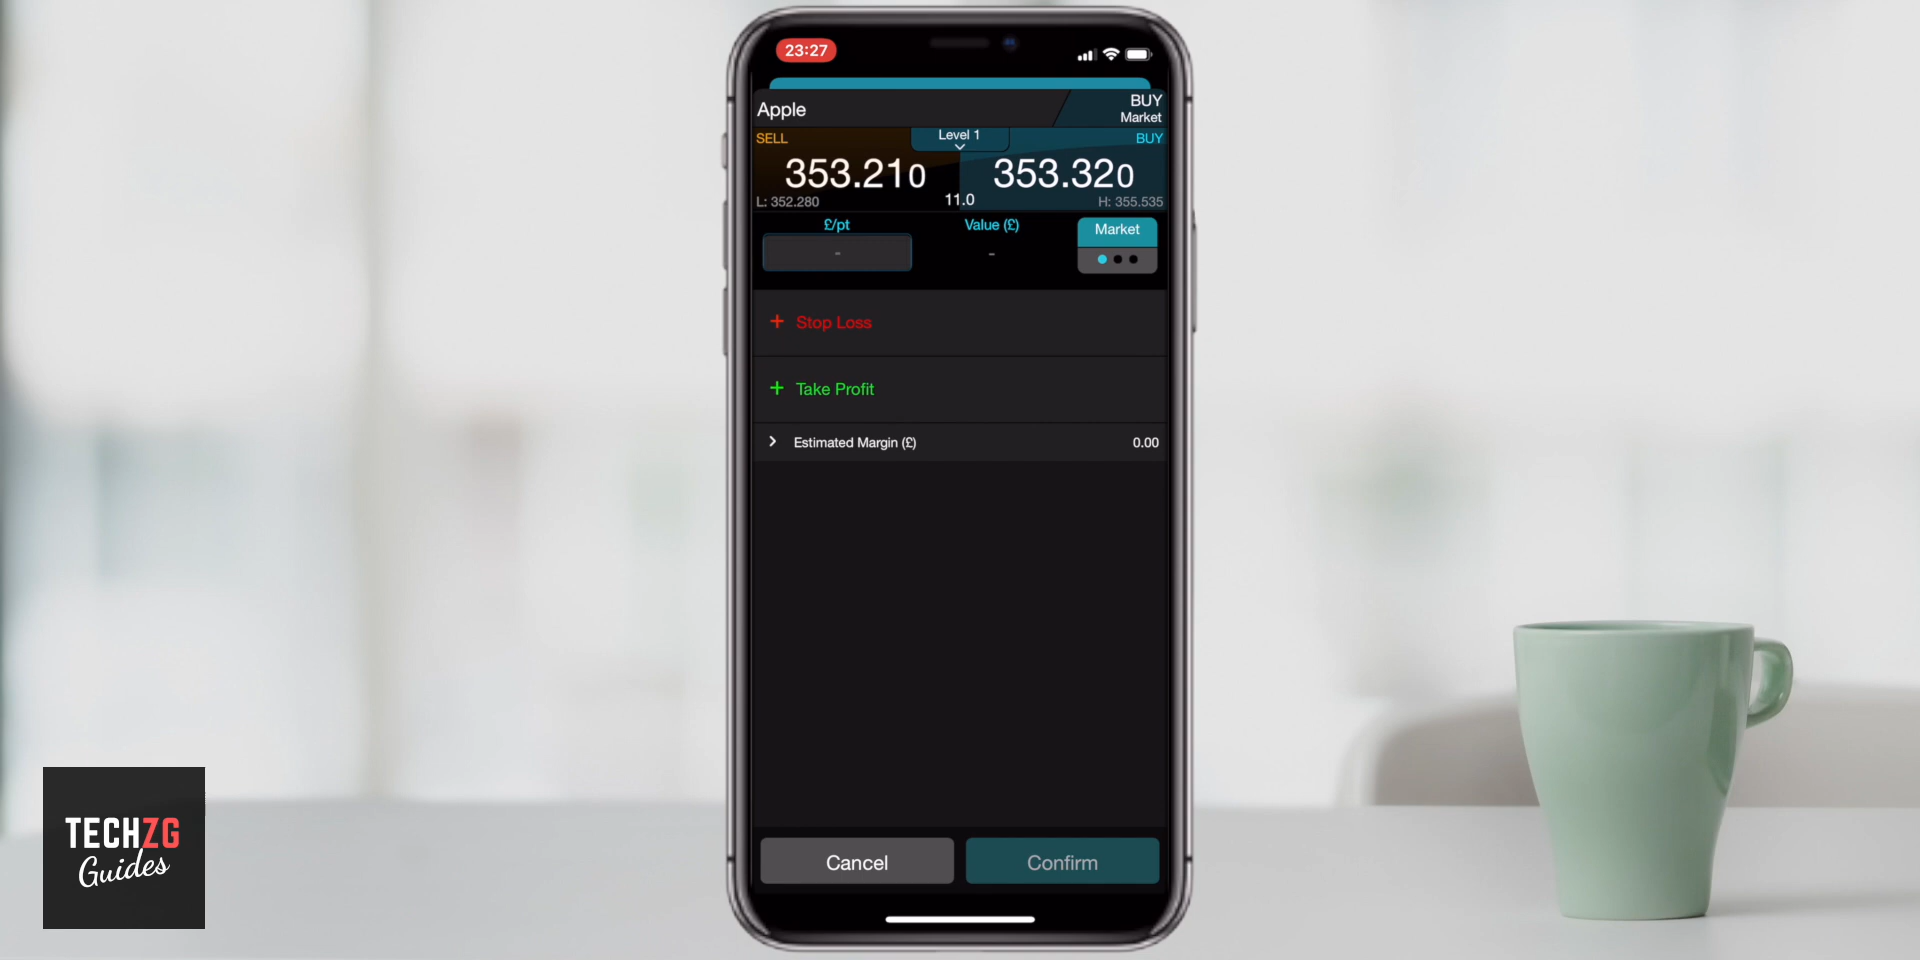 23:27
Apple
BUY
Market
SELL
Level 1
BUY
353.210
353.320
L: 352.280
11.0
H: 355.535
£/pt
Value (£)
Market
-
-
+ Stop Loss
+ Take Profit
Estimated Margin (£)
0.00
Cancel
Confirm
TECHZG
Guides